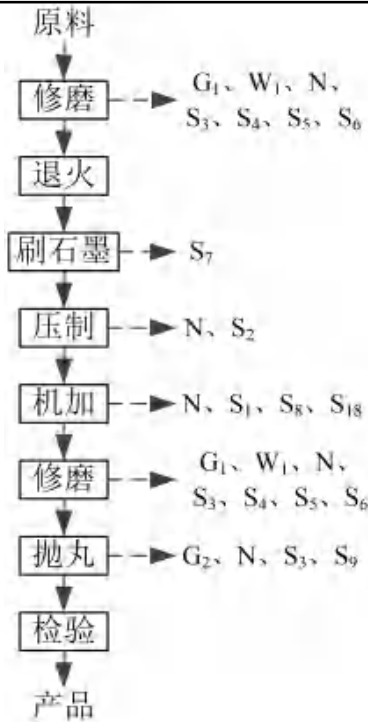 原料
修磨
G₁、W₁、N、
S₃、S₄、S₅、S₆
退火
刷石墨
S₇
压制
N、S₂
机加
N、S₁、S₈、S₁₈
修磨
G₁、W₁、N、
S₃、S₄、S₅、S₆
抛丸
G₂、N、S₃、S₉
检验
产品